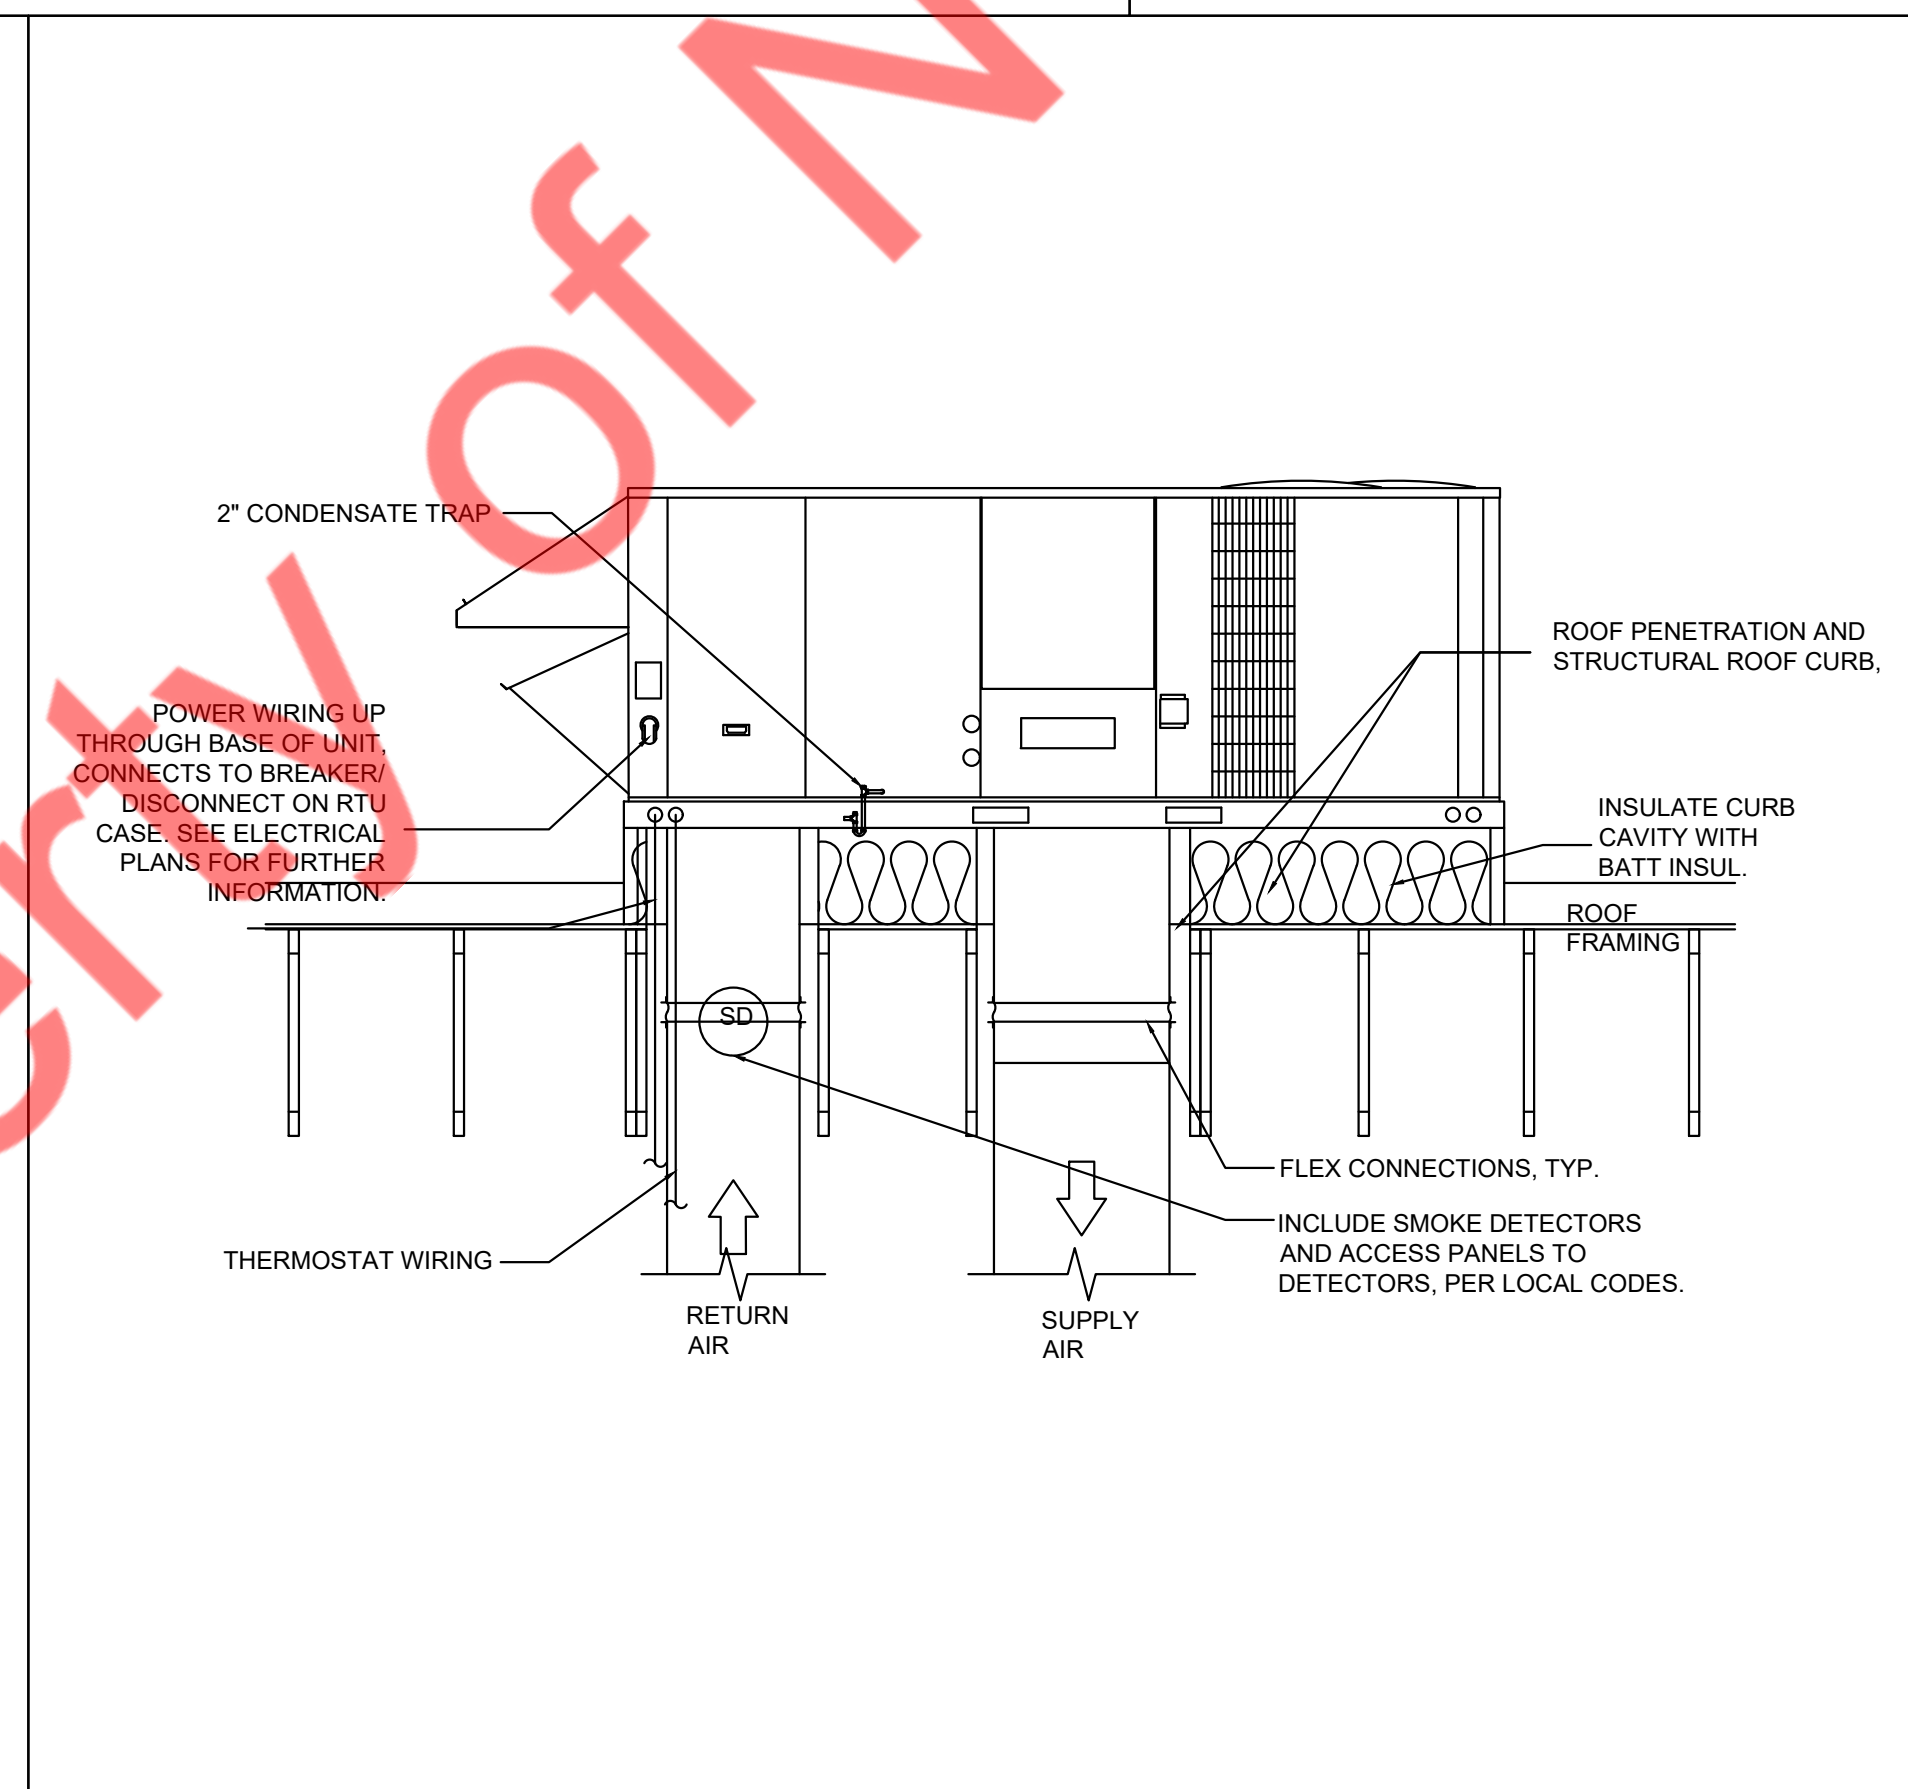 erty of N
2" CONDENSATE TRAP
POWER WIRING UP
THROUGH BASE OF UNIT,
CONNECTS TO BREAKER/
DISCONNECT ON RTU
CASE. SEE ELECTRICAL
PLANS FOR FURTHER
INFORMATION.
ROOF PENETRATION AND
STRUCTURAL ROOF CURB,
INSULATE CURB
CAVITY WITH
BATT INSUL.
ROOF
FRAMING
SD
FLEX CONNECTIONS, TYP.
INCLUDE SMOKE DETECTORS
AND ACCESS PANELS TO
DETECTORS, PER LOCAL CODES.
THERMOSTAT WIRING
RETURN
AIR
SUPPLY
AIR